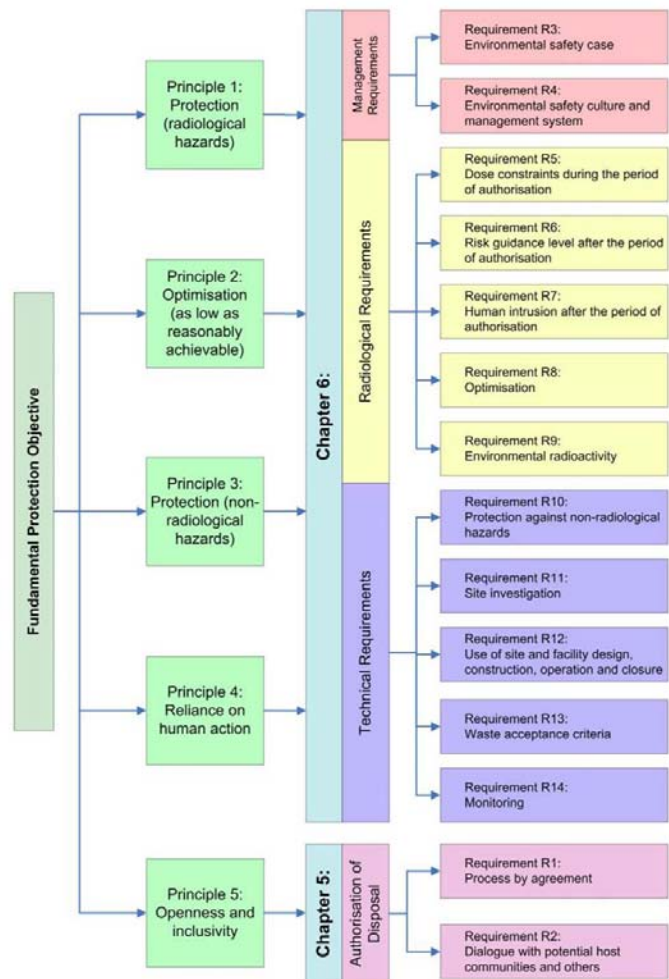 Fundamental Protection Objective
Principle 1:
Protection
(radiological
hazards)
Principle 2:
Optimisation
(as low as
reasonably
achievable)
Principle 3:
Protection (non-
radiological
hazards)
Principle 4:
Reliance on
human action
Principle 5:
Openness and
inclusivity
Chapter 6:
Management
Requirements
Requirement R3:
Environmental safety case
Requirement R4:
Environmental safety culture and
management system
Radiological Requirements
Requirement R5:
Dose constraints during the period
of authorisation
Requirement R6:
Risk guidance level after the period
of authorisation
Requirement R7:
Human intrusion after the period of
authorisation
Requirement R8:
Optimisation
Requirement R9:
Environmental radioactivity
Technical Requirements
Requirement R10:
Protection against non-radiological
hazards
Requirement R11:
Site investigation
Requirement R12:
Use of site and facility design,
construction, operation and closure
Requirement R13:
Waste acceptance criteria
Requirement R14:
Monitoring
Chapter 5:
Authorisation of
Disposal
Requirement R1:
Process by agreement
Requirement R2:
Dialogue with potential host
communities and others